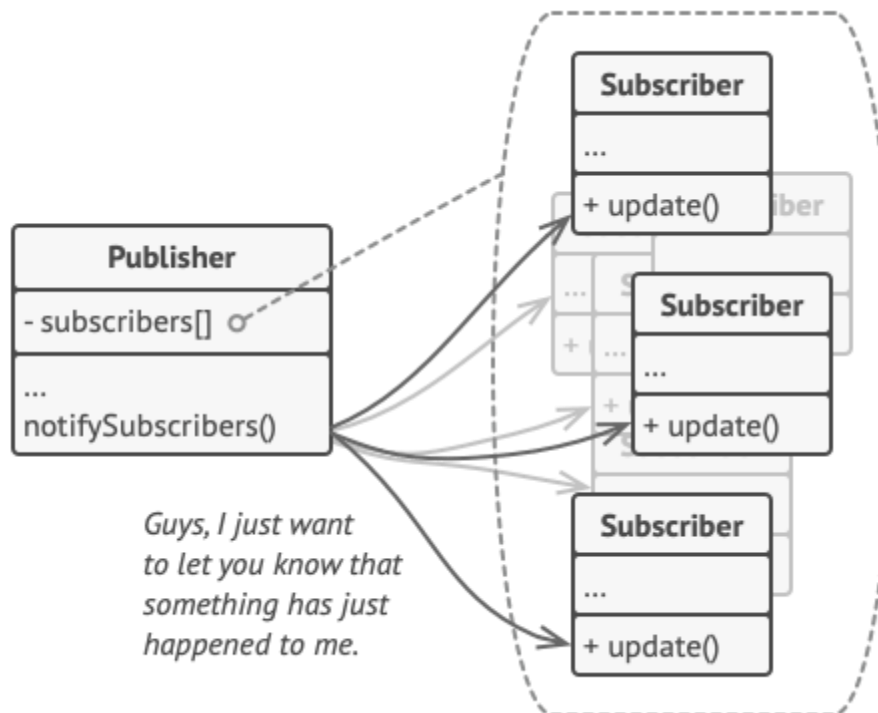 Publisher
- subscribers[]
...
notifySubscribers()
Guys, I just want
to let you know that
something has just
happened to me.
Subscriber
...
+ update()
Subscriber
...
+ update()
Subscriber
...
+ update()
...
+
...
+